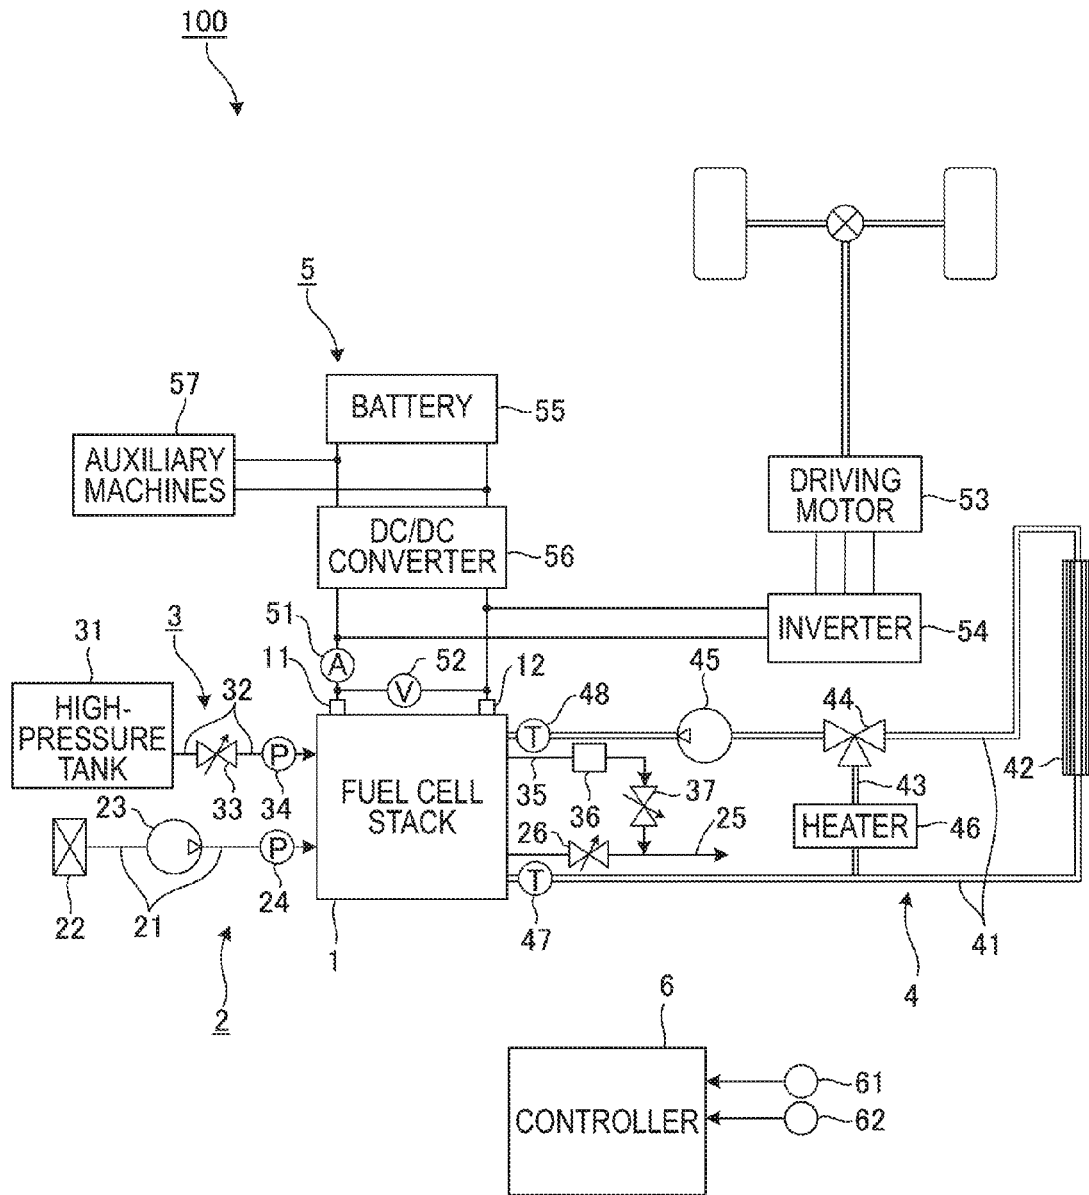 100
5
57
BATTERY
55
AUXILIARY
MACHINES
DRIVING
MOTOR
53
DC/DC
CONVERTER
56
51
INVERTER
54
31
3
A
52
12
45
11
V
48
44
32
HIGH-
PRESSURE
TANK
T
P
33
34
35
36
37
43
42
FUEL CELL
STACK
23
26
25
HEATER
46
P
22
21
24
T
47
41
1
4
2
6
CONTROLLER
61
62